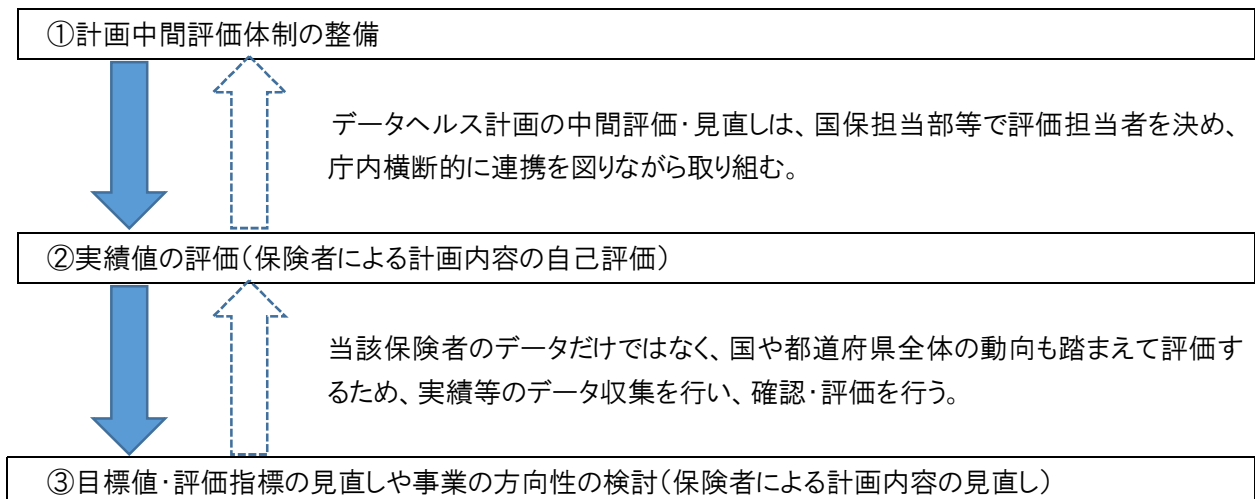 ①計画中間評価体制の整備
データヘルス計画の中間評価・見直しは、国保担当部等で評価担当者を決め、
庁内横断的に連携を図りながら取り組む。
②実績値の評価（保険者による計画内容の自己評価）
当該保険者のデータだけではなく、国や都道府県全体の動向も踏まえて評価す
るため、実績等のデータ収集を行い、確認・評価を行う。
③目標値・評価指標の見直しや事業の方向性の検討（保険者による計画内容の見直し）